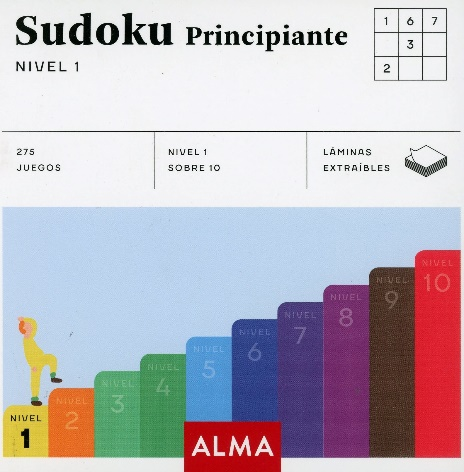 Sudoku Principiante
NIVEL 1
1 6 7
3
2
275
JUEGOS
NIVEL 1
SOBRE 10
LÁMINAS
EXTRAÍBLES
NIVEL
1
NIVEL
2
NIVEL
3
NIVEL
4
NIVEL
5
NIVEL
6
NIVEL
7
NIVEL
8
NIVEL
9
NIVEL
10
ALMA